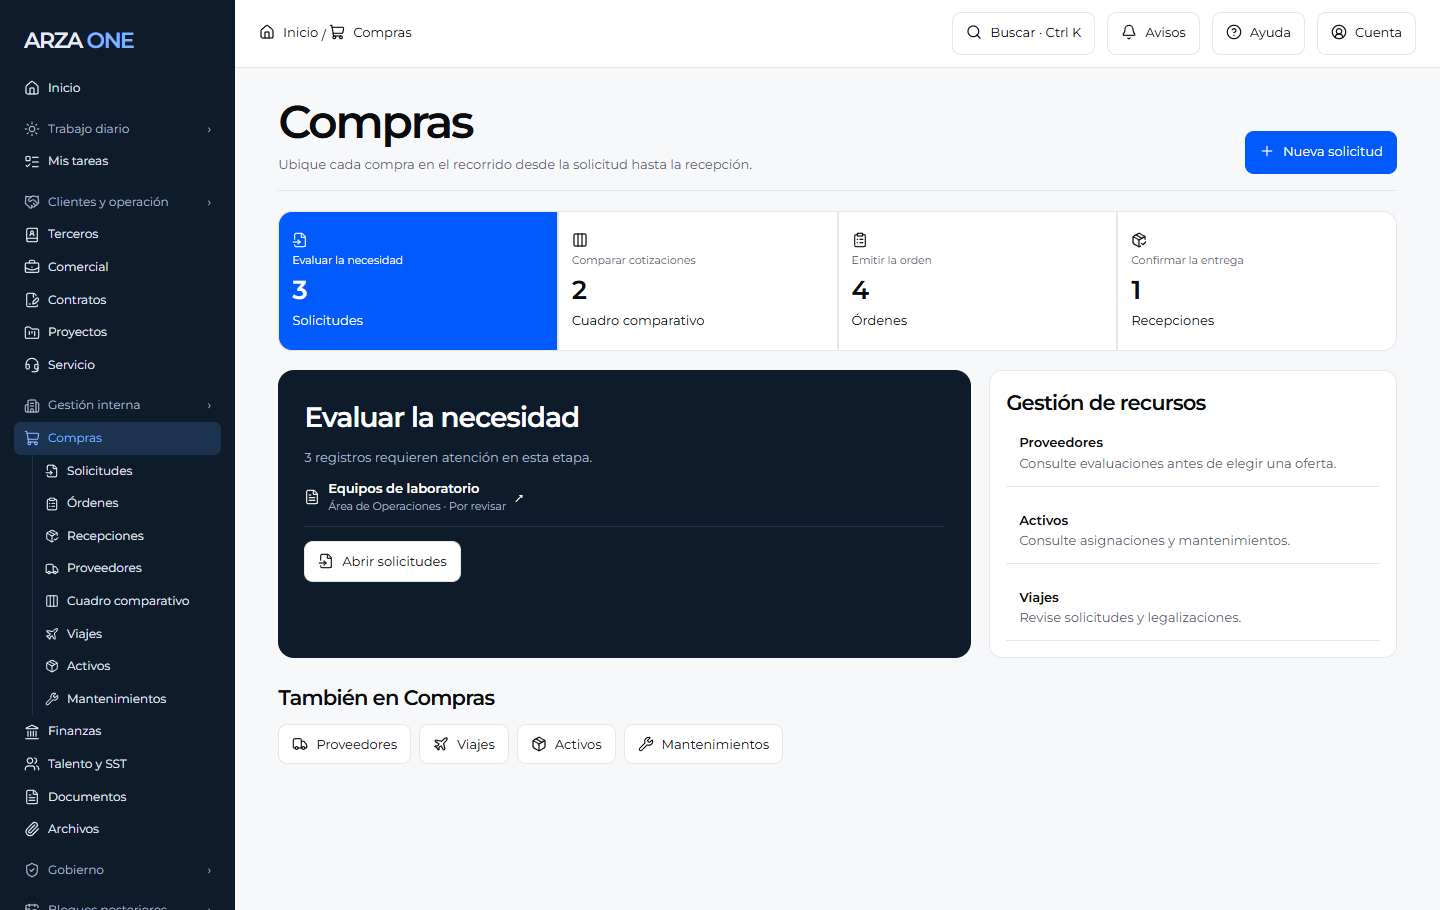 ARZA ONE
Inicio
Trabajo diario ›
Mis tareas
Clientes y operación ›
Terceros
Comercial
Contratos
Proyectos
Servicio
Gestión interna ›
Compras
Solicitudes
Órdenes
Recepciones
Proveedores
Cuadro comparativo
Viajes
Activos
Mantenimientos
Finanzas
Talento y SST
Documentos
Archivos
Gobierno ›
Bloques posteriores ›
Inicio / Compras
Buscar · Ctrl K
Avisos
Ayuda
Cuenta
Compras
Ubique cada compra en el recorrido desde la solicitud hasta la recepción.
+ Nueva solicitud
Evaluar la necesidad
3
Solicitudes
Comparar cotizaciones
2
Cuadro comparativo
Emitir la orden
4
Órdenes
Confirmar la entrega
1
Recepciones
Evaluar la necesidad
3 registros requieren atención en esta etapa.
Equipos de laboratorio
Área de Operaciones · Por revisar ↗
Abrir solicitudes
Gestión de recursos
Proveedores
Consulte evaluaciones antes de elegir una oferta.
Activos
Consulte asignaciones y mantenimientos.
Viajes
Revise solicitudes y legalizaciones.
También en Compras
Proveedores
Viajes
Activos
Mantenimientos